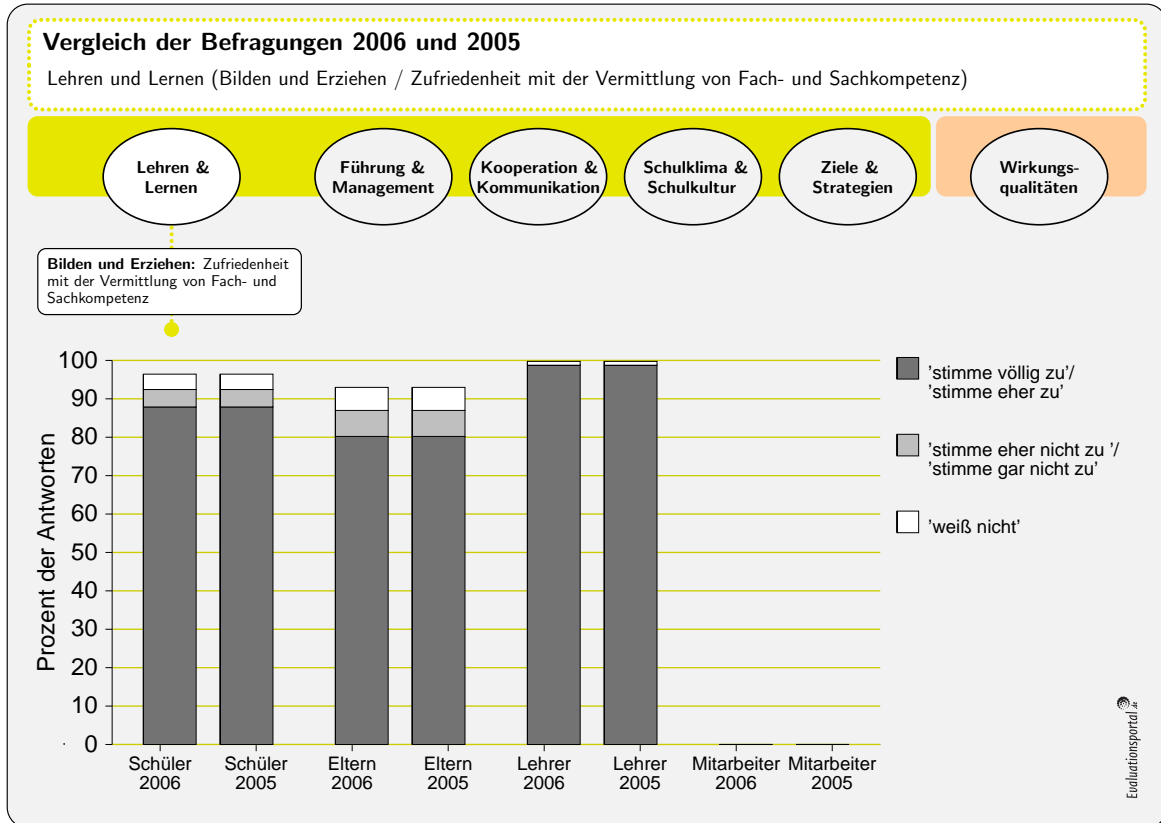 Vergleich der Befragungen 2006 und 2005
Lehren und Lernen (Bilden und Erziehen / Zufriedenheit mit der Vermittlung von Fach- und Sachkompetenz)
Lehren &
Lernen
Führung &
Management
Kooperation &
Kommunikation
Schulklima &
Schulkultur
Ziele &
Strategien
Wirkungs-
qualitäten
Bilden und Erziehen: Zufriedenheit
mit der Vermittlung von Fach- und
Sachkompetenz
Prozent der Antworten
100
90
80
70
60
50
40
30
20
10
0
Schüler
2006
Schüler
2005
Eltern
2006
Eltern
2005
Lehrer
2006
Lehrer
2005
Mitarbeiter
2006
Mitarbeiter
2005
'stimme völlig zu'/
'stimme eher zu'
'stimme eher nicht zu '/
'stimme gar nicht zu'
'weiß nicht'
Evaluationsportal.de